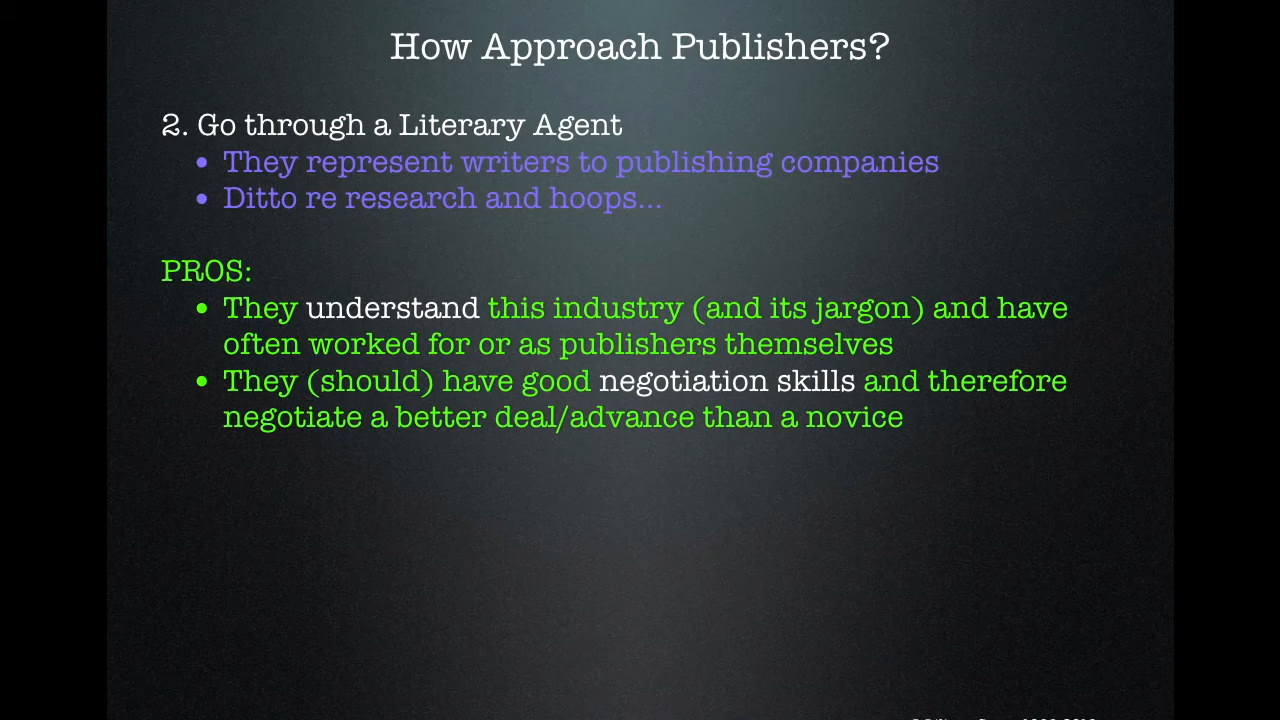 How Approach Publishers?
2. Go through a Literary Agent
• They represent writers to publishing companies
• Ditto re research and hoops...
PROS:
• They understand this industry (and its jargon) and have
often worked for or as publishers themselves
• They (should) have good negotiation skills and therefore
negotiate a better deal/advance than a novice